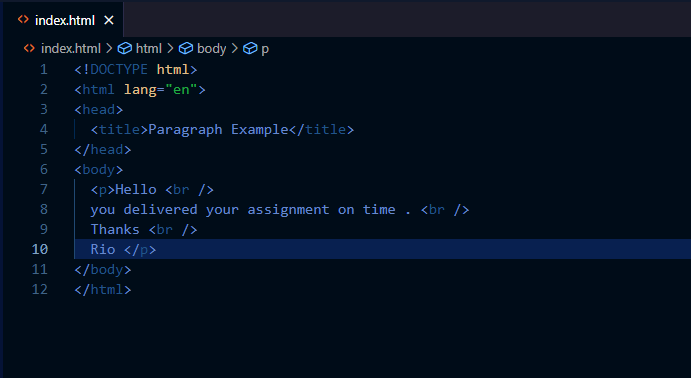 index.html
index.html > html > body > p
1 <!DOCTYPE html>
2 <html lang="en">
3 <head>
4 <title>Paragraph Example</title>
5 </head>
6 <body>
7 <p>Hello <br />
8 you delivered your assignment on time . <br />
9 Thanks <br />
10 Rio </p>
11 </body>
12 </html>